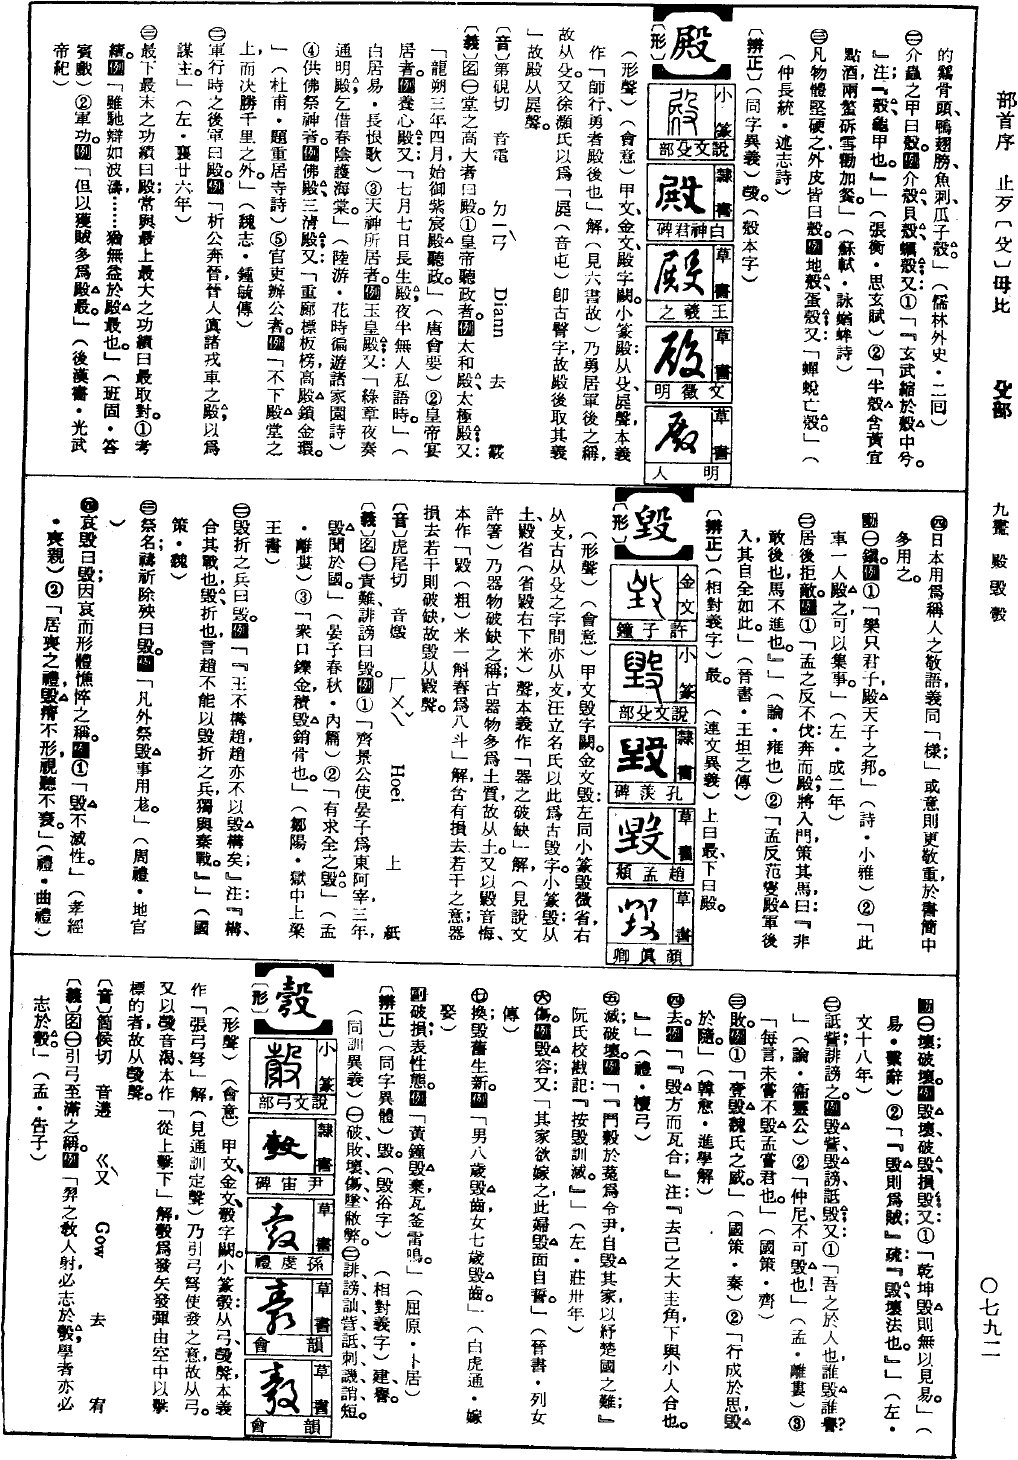 部首序　止歹〔殳〕毋比　殳部　九畫　殿毀彀　〇七九二
的鷄骨頭鴨翅勝魚刺瓜子殼」（儒林外史・二回）
㊁介蟲之甲曰殼例介殼貝殼蠣殼又：①「『玄武縮於殼中兮。
』注：『殼龜甲也。』」（張衡・思玄賦）②「半殼含黃宜
點酒兩螯斫雪勸加餐」（蘇軾・詠蝤蛑詩）
㊂凡物體堅硬之外皮皆曰殼。例地殼、蛋殼；又：「蟬蛻亡殼。」（
仲長統・述志詩）
〔辨正〕（同字異義）㱿（殼本字）
殿
〔形〕
小篆　說文殳部
隷書　白神君碑
草書　王羲之
草書　文徵明
草書　明人
（形聲）（會意）甲文、金文殿字闕。小篆殿从殳𡱒聲，本義
作「師行、勇者殿後也」解，（見六書故）乃勇居軍後之稱，
故从殳。又徐灝氏以爲「𡱒（音屯）卽古臀字，故殿後取其義
」故殿从𡱒聲。
〔音〕第硯切　音電　ㄉㄧㄢˋ　Diann　去　霰
〔義〕名㊀堂之高大者曰殿。①皇帝聽政者。例太和殿、太極殿；又：
「龍朔三年四月始御紫宸殿聽政。」（唐會要）②皇帝宴
居者。例養心殿；又：「七月七日長生殿，夜半無人私語時。」（
白居易・長恨歌）③天神所居者。例玉皇殿；又：「綠章夜奏
通明殿，乞借春陰護海棠。」（陸游・花時徧遊諸家園詩）
④供佛祭神者。例佛殿、三清殿；又：「重廊標板榜，高殿鎖金環。
」（杜甫・題重居寺詩）⑤官吏辦公者。例「不下殿堂之
上，而決勝千里之外。」（魏志・鍾毓傳）
㊁軍行時之後軍曰殿。例「析公奔晉，晉人寘諸戎車之殿，以爲
謀主。」（左・襄廿六年）
㊂最下最末之功績曰殿，常與最上最大之功績曰最取對。①考
績。例「雖馳辯如波濤……猶無益於殿最也。」（班固・答
賓戲）②軍功。例「但以獲賊多爲殿最。」（後漢書・光武
帝紀）
㊃日本用爲稱人之敬語，義同「樣」；或意則更敬重，於書簡中
多用之。
動㊀鎭。例①「樂只君子，殿天子之邦。」（詩・小雅）②「此
車一人殿之，可以集事。」（左・成二年）
㊁居後拒敵。例①「孟之反不伐，奔而殿，將入門，策其馬曰：『非
敢後也，馬不進也。』」（論・雍也）②「孟反范燮，殿軍後
入，其自全如此。」（晉書・王坦之傳）
〔辨正〕（相對義字）最。　（連文異義）上曰最、下曰殿。
毀
〔形〕
金文　許子鐘
小篆　說文殳部
隷書　孔羨碑
草書　趙孟頫
草書　顏眞卿
（形聲）（會意）甲文毀字闕。金文毀：左同小篆毀微省，右
从攴，古从殳之字間亦从攴；汪立名氏以此爲古毀字。小篆毀从
土，毇省（省毇右下米）聲，本義作「器之破缺」解，（見說文
許箸）乃器物破缺之稱；古器物多爲土質，故从土。又以毇音悔，
本作「毇（粗）米一斛舂爲八斗」解，含有損去若干之意；器
損去若干則破缺，故毀从毇聲。
〔音〕虎尾切　音燬　ㄏㄨㄟˇ　Hoei　上　紙
〔義〕名㊀責難誹謗曰毀。例①「齊景公使晏子爲東阿宰，三年，
毀聞於國。」（晏子春秋・內篇）②「有求全之毀。」（孟
・離婁）③「衆口鑠金，積毀銷骨也。」（鄒陽・獄中上梁
王書）
㊁毀折之兵曰毀。例「『王不構趙，趙亦不以毀構矣』；注：『構、
合其戰也；毀、折也；言趙不能以毀折之兵，獨與秦戰。』」（國
策・魏）
㊂祭名，禱祈除殃曰毀。例「凡外祭毀事用尨。」（周禮・地官
）
㊃哀毀曰毀，因哀而形體憔悴之稱。例①「毀不滅性。」（孝經
・喪親）②「居喪之禮，毀瘠不形，視聽不衰。」（禮・曲禮）
動㊀壞；破壞。例毀壞、破毀、損毀；又：①「乾坤毀則無以見易。」（
易・繫辭）②「『毀則爲賊』；疏：『毀、壞法也。』」（左・
文十八年）
㊁詆訾誹謗之。例毀訾、毀謗、詆毀；又：①「吾之於人也，誰毀誰譽？
」（論・衞靈公）②「仲尼不可毀也！」（孟・離婁）③
「每言未嘗不毀孟嘗君也。」（國策・齊）
㊂敗。例①「壹毀魏氏之威。」（國策・秦）②「行成於思毀
於隨。」（韓愈・進學解）
㊃去。例「『毀方而瓦合』；注：『去己之大圭角，下與小人合也。
』」（禮・檀弓）
㊄滅；破壞。例「『鬥穀於菟爲令尹，自毀其家以紓楚國之難』；
阮氏校勘記：『按毀訓滅。』」（左・莊卅年）
㊅傷。例毀容；又：「其家欲嫁之，此婦毀面自誓。」（晉書・列女
傳）
㊆換；毀舊生新。例「男八歲毀齒，女七歲毀齒。」（白虎通・嫁
娶）
副破損；表性態。例「黃鐘毀棄，瓦釜雷鳴。」（屈原・卜居）
〔辨正〕（同字異體）毁（毀俗字）　（相對義字）建、譽。
（同訓異義）㊀破、敗、壞、傷、墜、敝、弊。㊁誹、謗、訕、訾、詆、刺、譏、誚、短。
彀
〔形〕
小篆　說文弓部
隷書　尹宙碑
草書　孫虔禮
草書　韻會
草書　韻會
（形聲）（會意）甲文、金文彀字闕。小篆彀从弓㱿聲，本義
作「張弓弩」解，（見通訓定聲）乃引弓弩使發之意，故从弓。
又以㱿音渴，本作「從上擊下」解，彀爲發矢發彈由空中以擊
標的者，故从㱿聲。
〔音〕箇候切　音遘　ㄍㄡˋ　Gow　去　宥
〔義〕名㊀引弓至滿之稱。例「羿之敎人射，必志於彀；學者亦必
志於彀。」（孟・告子）